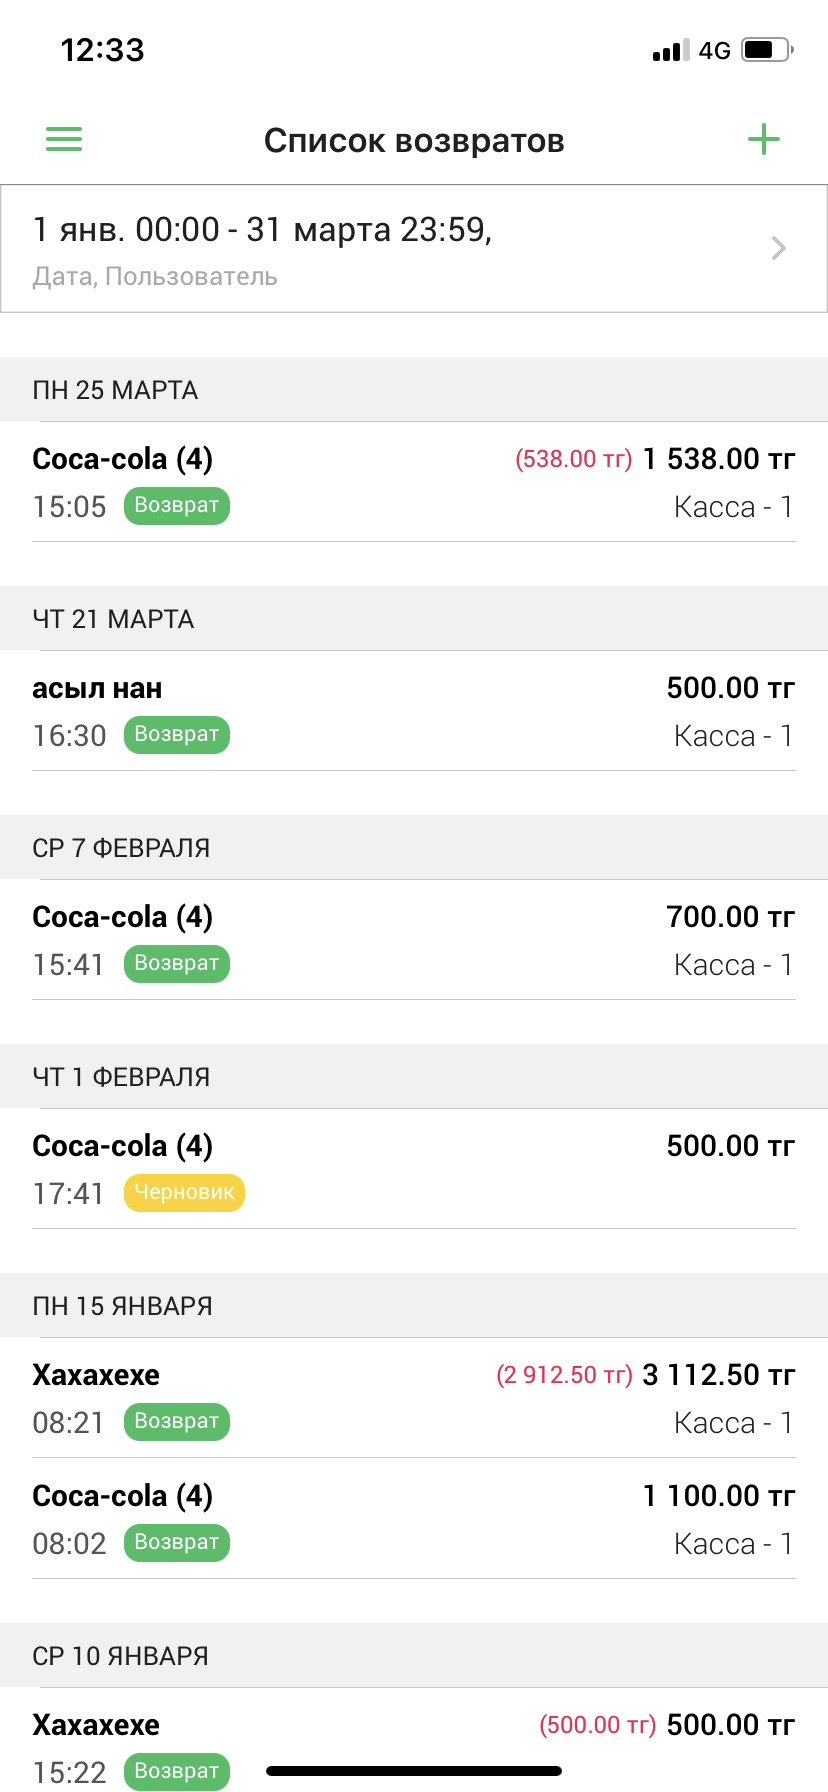 12:33
4G
Список возвратов
1 янв. 00:00 - 31 марта 23:59,
Дата, Пользователь
ПН 25 МАРТА
Coca-cola (4) (538.00 тг) 1 538.00 тг
15:05 Возврат Касса - 1
ЧТ 21 МАРТА
асыл нан 500.00 тг
16:30 Возврат Касса - 1
СР 7 ФЕВРАЛЯ
Coca-cola (4) 700.00 тг
15:41 Возврат Касса - 1
ЧТ 1 ФЕВРАЛЯ
Coca-cola (4) 500.00 тг
17:41 Черновик
ПН 15 ЯНВАРЯ
Хахахехе (2 912.50 тг) 3 112.50 тг
08:21 Возврат Касса - 1
Coca-cola (4) 1 100.00 тг
08:02 Возврат Касса - 1
СР 10 ЯНВАРЯ
Хахахехе (500.00 тг) 500.00 тг
15:22 Возврат